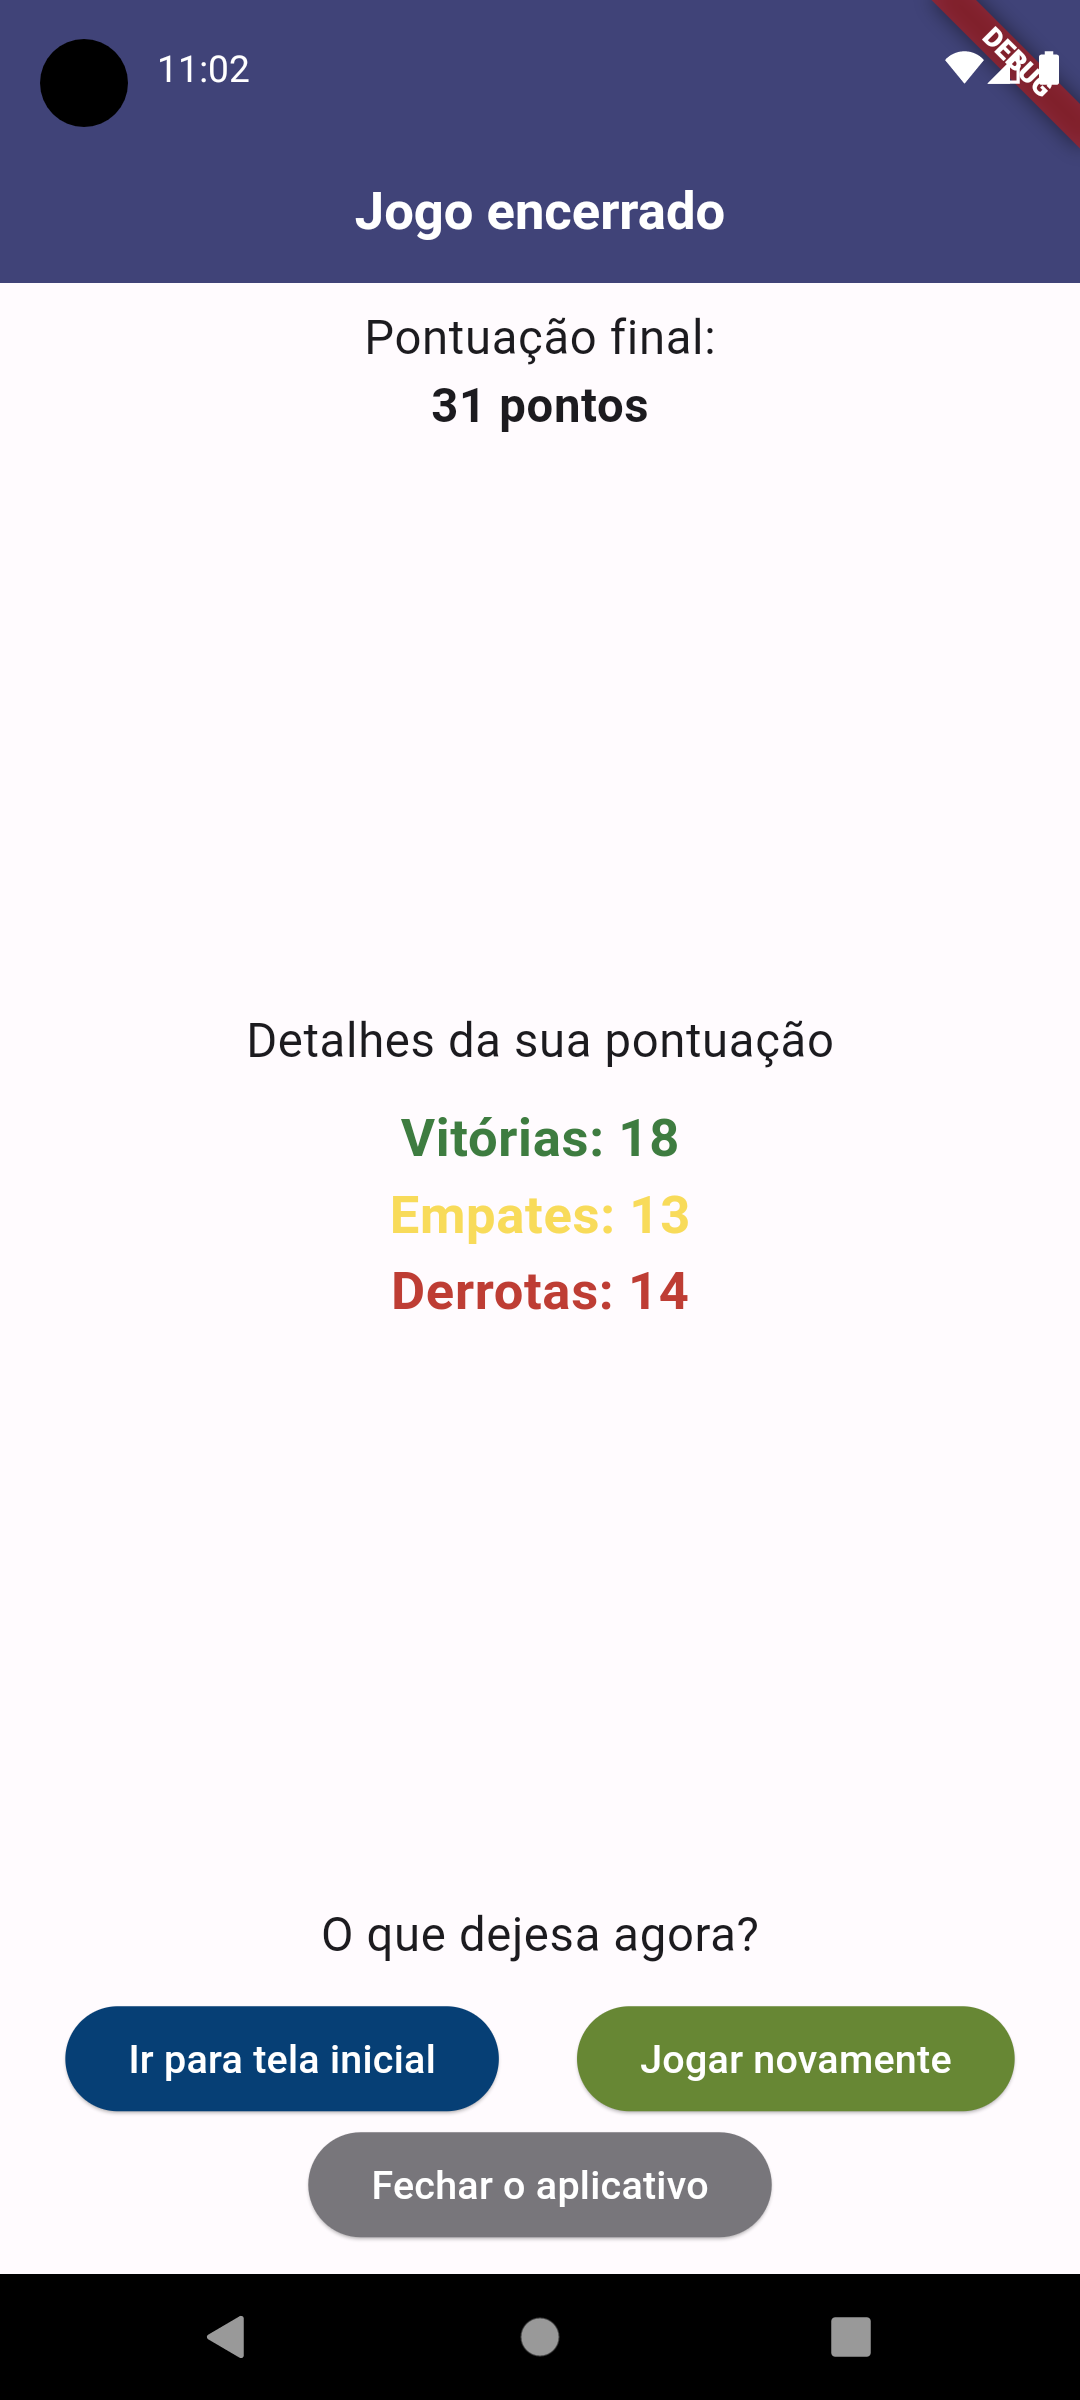 11:02
DEBUG
Jogo encerrado
Pontuação final:
31 pontos
Detalhes da sua pontuação
Vitórias: 18
Empates: 13
Derrotas: 14
O que dejesa agora?
Ir para tela inicial
Jogar novamente
Fechar o aplicativo